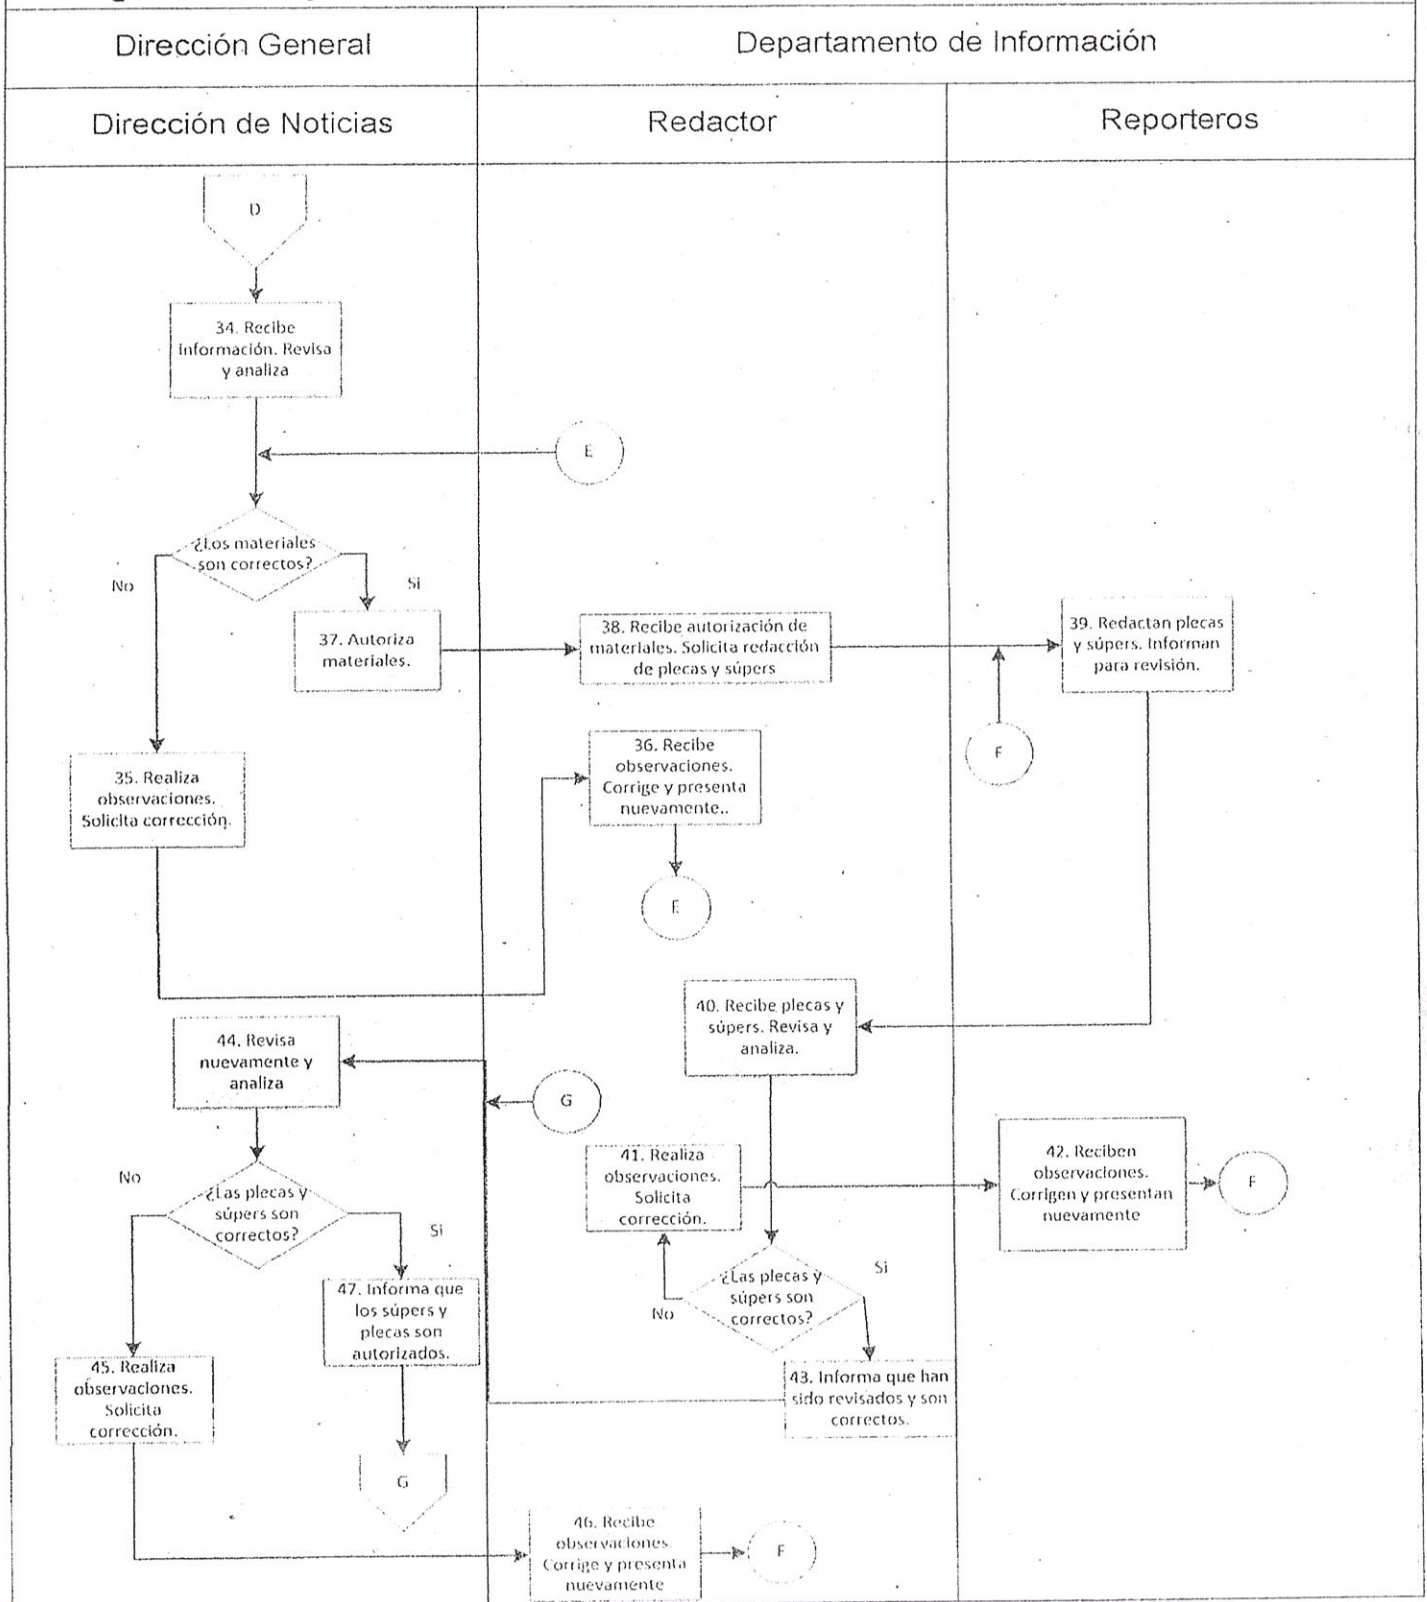 Dirección General
Departamento de Información
Dirección de Noticias
Redactor
Reporteros
D
34. Recibe
información. Revisa
y analiza
E
¿Los materiales
son correctos?
No
Si
37. Autoriza
materiales.
38. Recibe autorización de
materiales. Solicita redacción
de plecas y súpers
39. Redactan plecas
y súpers. Informan
para revisión.
F
35. Realiza
observaciones.
Solicita corrección.
36. Recibe
observaciones.
Corrige y presenta
nuevamente..
E
40. Recibe plecas y
súpers. Revisa y
analiza.
44. Revisa
nuevamente y
analiza
G
41. Realiza
observaciones.
Solicita
corrección.
42. Reciben
observaciones.
Corrigen y presentan
nuevamente
F
No
¿Las plecas y
súpers son
correctos?
Si
¿Las plecas y
súpers son
correctos?
No
Si
47. Informa que
los súpers y
plecas son
autorizados.
45. Realiza
observaciones.
Solicita
corrección.
43. Informa que han
sido revisados y son
correctos.
G
46. Recibe
observaciones
Corrige y presenta
nuevamente
F